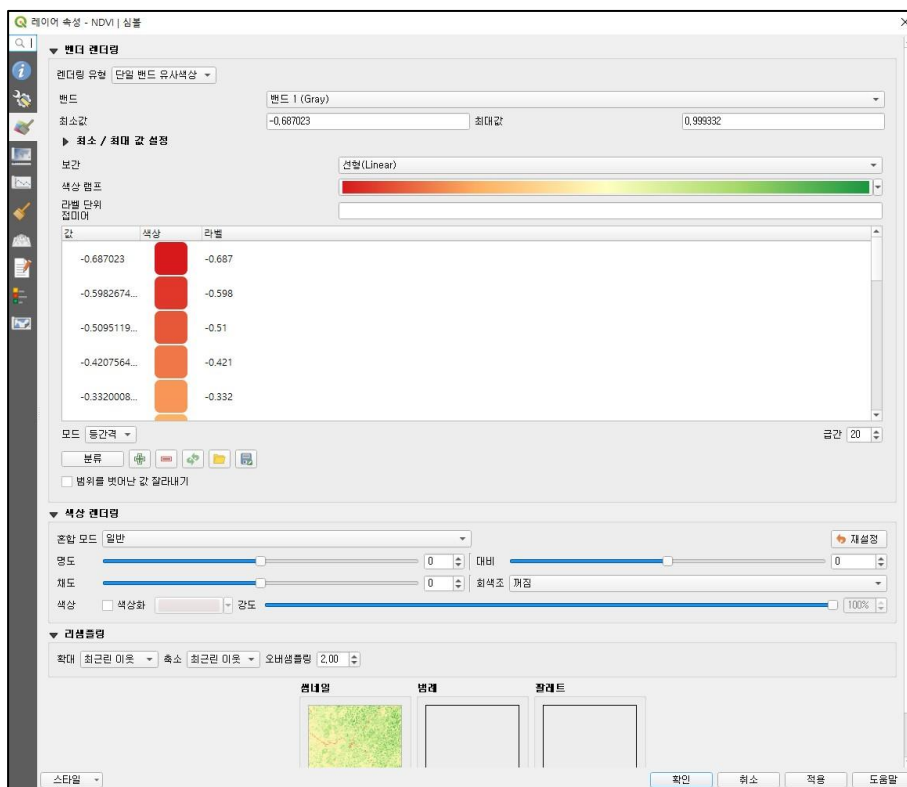 레이어 속성 - NDVI | 심볼
밴더 렌더링
렌더링 유형 단일 밴드 유사색상
밴드 밴드 1 (Gray)
최소값 -0,687023 최대값 0,999332
최소 / 최대 값 설정
보간 선형(Linear)
색상 램프
라벨 단위
접미어
값 색상 라벨
-0.687023 -0.687
-0.5982674... -0.598
-0.5095119... -0.51
-0.4207564... -0.421
-0.3320008... -0.332
모드 등간격 급간 20
분류
범위를 벗어난 값 잘라내기
색상 렌더링
혼합 모드 일반 재설정
명도 0 대비 0
채도 0 회색조 꺼짐
색상 색상화 강도 100%
리샘플링
확대 최근린 이웃 축소 최근린 이웃 오버샘플링 2,00
썸네일 범례 팔레트
스타일 확인 취소 적용 도움말